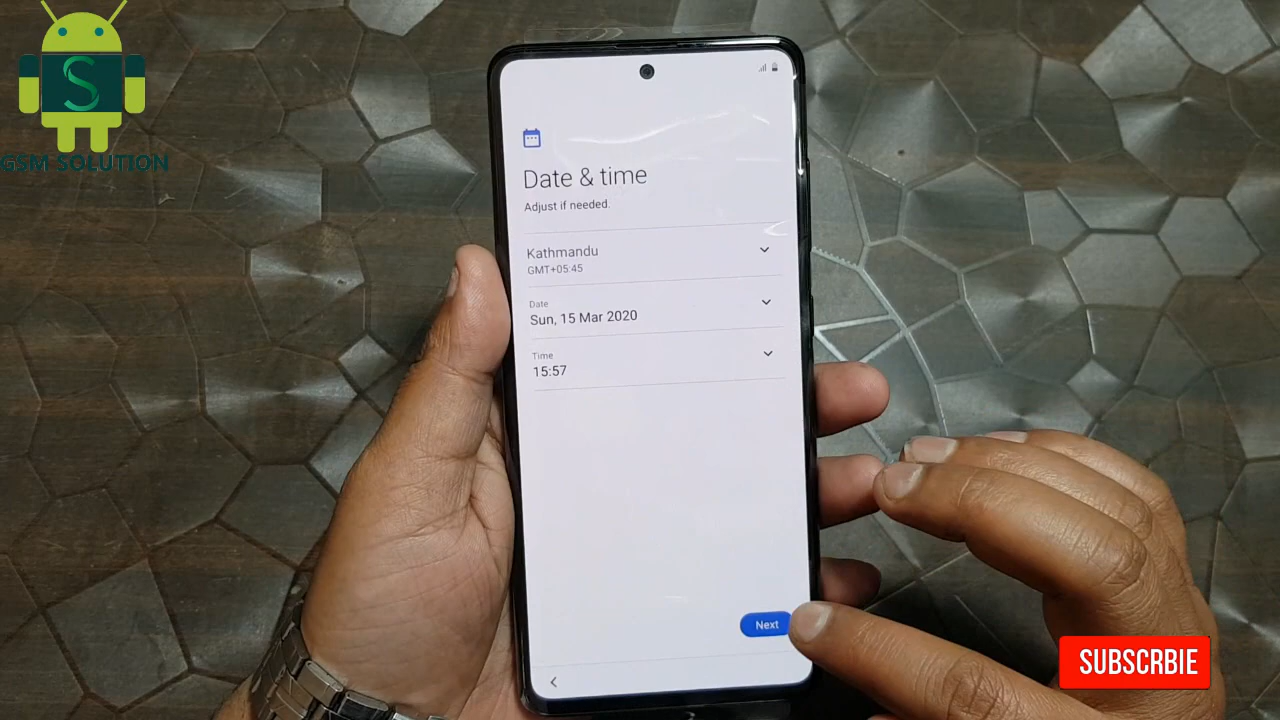 S
GSM SOLUTION
Date & time
Adjust if needed.
Kathmandu
GMT+05:45
Date
Sun, 15 Mar 2020
Time
15:57
Next
SUBSCRBIE